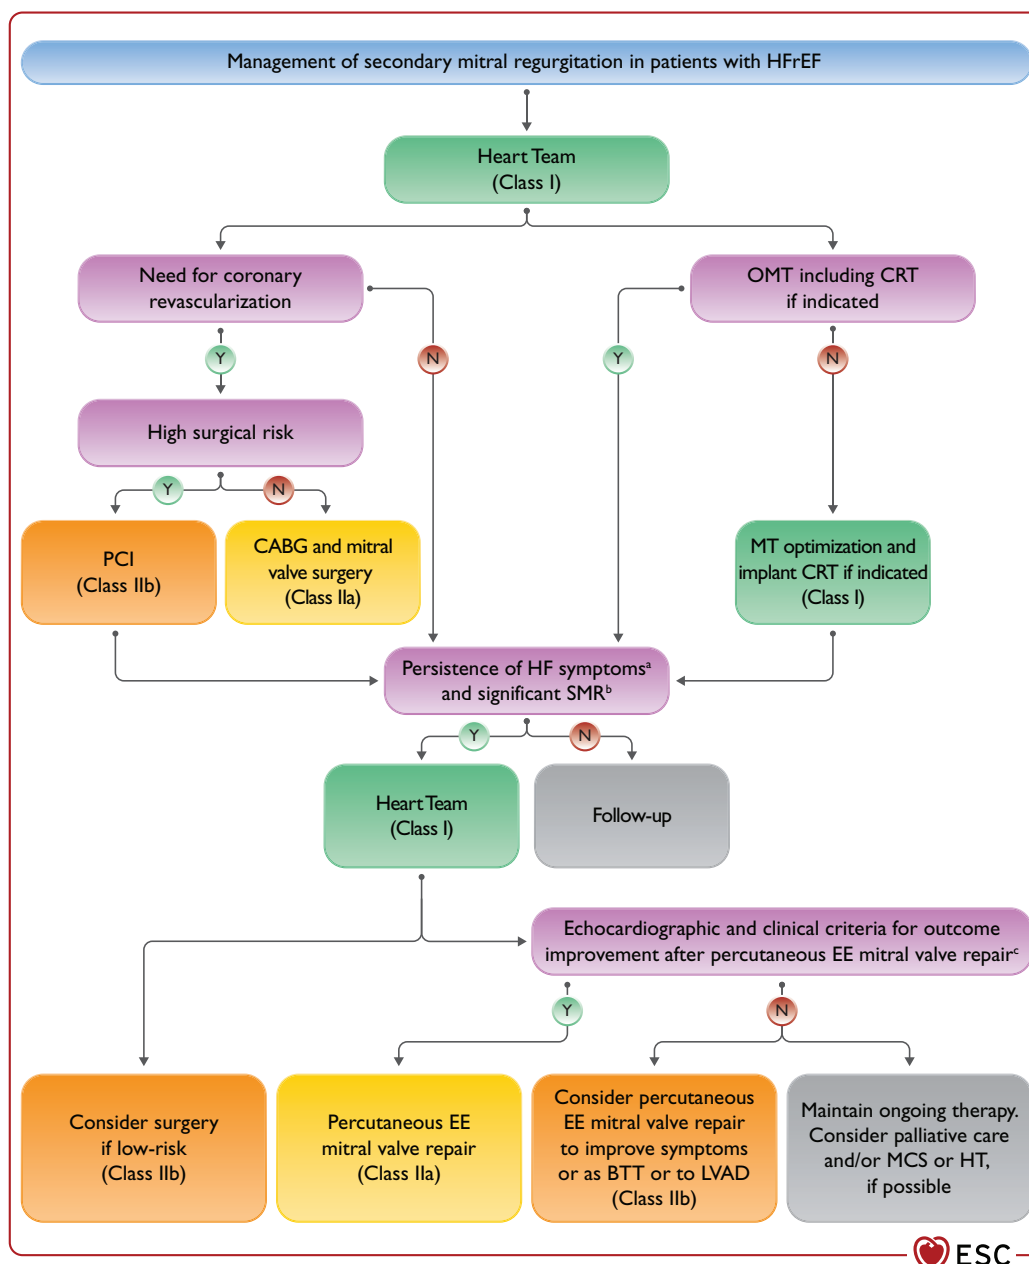 Management of secondary mitral regurgitation in patients with HFrEF
Heart Team
(Class I)
Need for coronary
revascularization
OMT including CRT
if indicated
Y
N
Y
N
High surgical risk
Y
N
PCI
(Class IIb)
CABG and mitral
valve surgery
(Class IIa)
MT optimization and
implant CRT if indicated
(Class I)
Persistence of HF symptomsᵃ
and significant SMRᵇ
Y
N
Heart Team
(Class I)
Follow-up
Echocardiographic and clinical criteria for outcome
improvement after percutaneous EE mitral valve repairᶜ
Y
N
Consider surgery
if low-risk
(Class IIb)
Percutaneous EE
mitral valve repair
(Class IIa)
Consider percutaneous
EE mitral valve repair
to improve symptoms
or as BTT or to LVAD
(Class IIb)
Maintain ongoing therapy.
Consider palliative care
and/or MCS or HT,
if possible
ESC